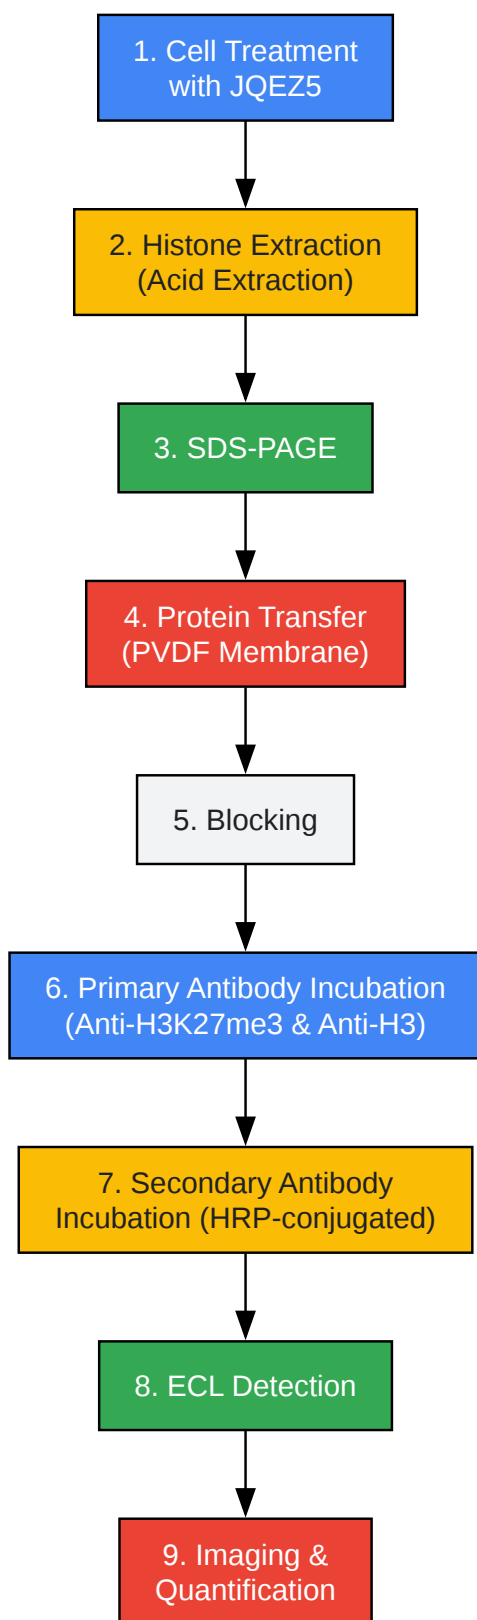 1. Cell Treatment
with JQEZ5
2. Histone Extraction
(Acid Extraction)
3. SDS-PAGE
4. Protein Transfer
(PVDF Membrane)
5. Blocking
6. Primary Antibody Incubation
(Anti-H3K27me3 & Anti-H3)
7. Secondary Antibody
Incubation (HRP-conjugated)
8. ECL Detection
9. Imaging &
Quantification